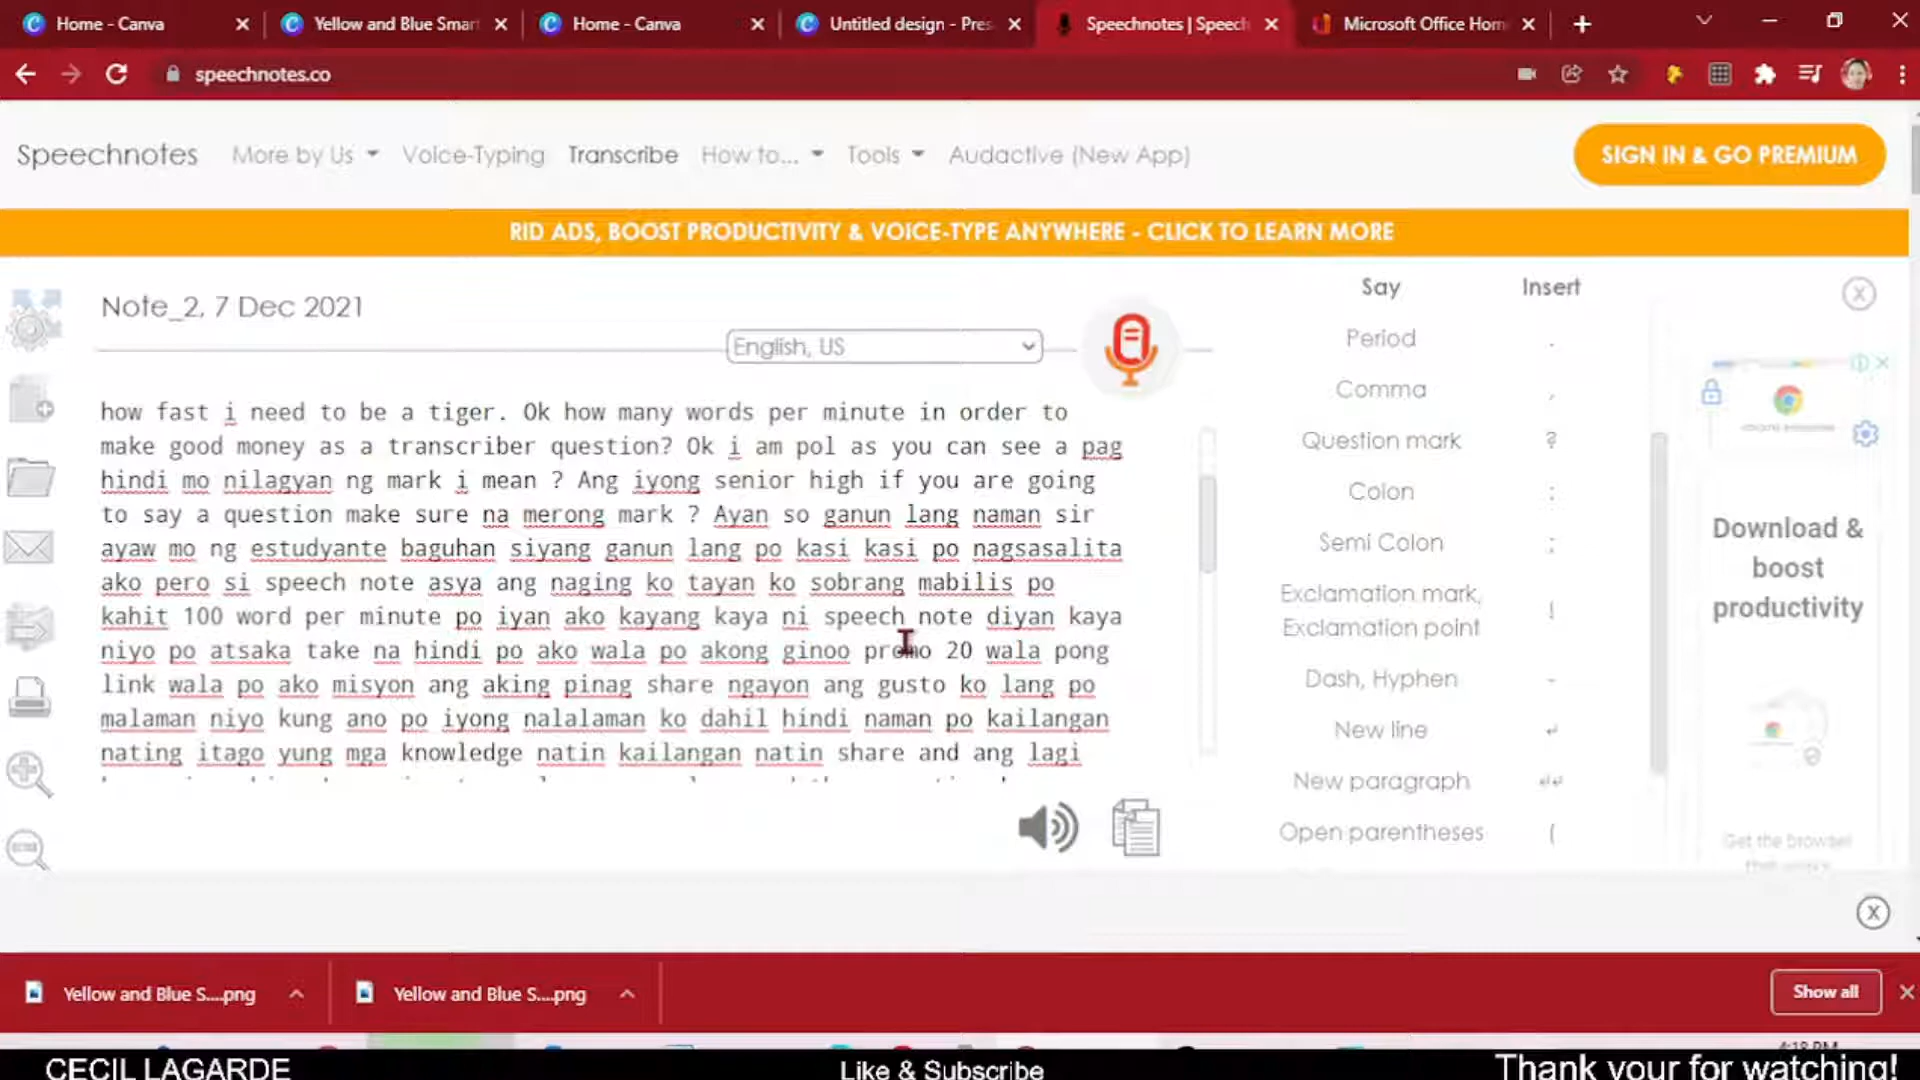 Home - Canva
Yellow and Blue Smar
Home - Canva
Untitled design - Pres
Speechnotes | Speech
Microsoft Office Hom
speechnotes.co
Speechnotes
More by Us
Voice-Typing
Transcribe
How to...
Tools
Audactive (New App)
SIGN IN & GO PREMIUM
RID ADS, BOOST PRODUCTIVITY & VOICE-TYPE ANYWHERE - CLICK TO LEARN MORE
Note_2, 7 Dec 2021
English, US
how fast i need to be a tiger. Ok how many words per minute in order to
make good money as a transcriber question? Ok i am pol as you can see a pag
hindi mo nilagyan ng mark i mean ? Ang iyong senior high if you are going
to say a question make sure na merong mark ? Ayan so ganun lang naman sir
ayaw mo ng estudyante baguhan siyang ganun lang po kasi kasi po nagsasalita
ako pero si speech note asya ang naging ko tayan ko sobrang mabilis po
kahit 100 word per minute po iyan ako kayang kaya ni speech note diyan kaya
niyo po atsaka take na hindi po ako wala po akong ginoo promo 20 wala pong
link wala po ako misyon ang aking pinag share ngayon ang gusto ko lang po
malaman niyo kung ano po iyong nalalaman ko dahil hindi naman po kailangan
nating itago yung mga knowledge natin kailangan natin share and ang lagi
Say Insert
Period .
Comma ,
Question mark ?
Colon :
Semi Colon ;
Exclamation mark,
Exclamation point !
Dash, Hyphen -
New line ↵
New paragraph ↵↵
Open parentheses (
Download &
boost
productivity
Get the browser
Yellow and Blue S....png
Yellow and Blue S....png
Show all
4:18 PM
CECIL LAGARDE
Like & Subscribe
Thank your for watching!